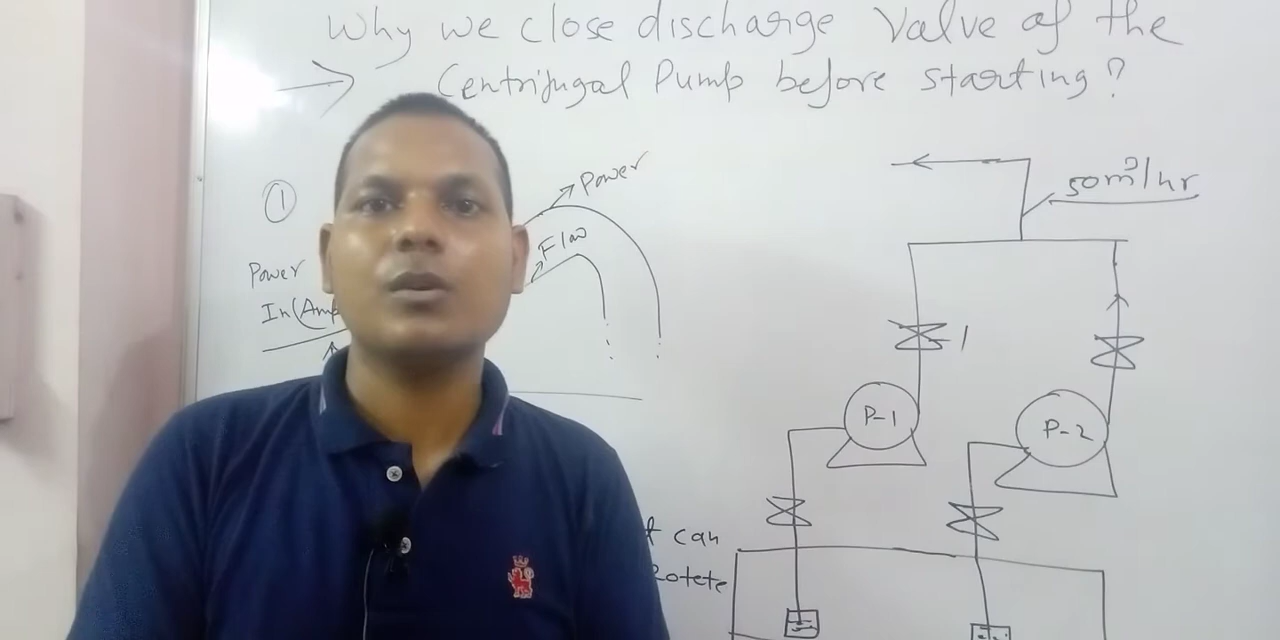 Why we close discharge Valve of the
Centrifugal Pump before starting?
①
Power
Flow
50m³/hr
Power
In(Amp
1
P-1
P-2
can
Rotete